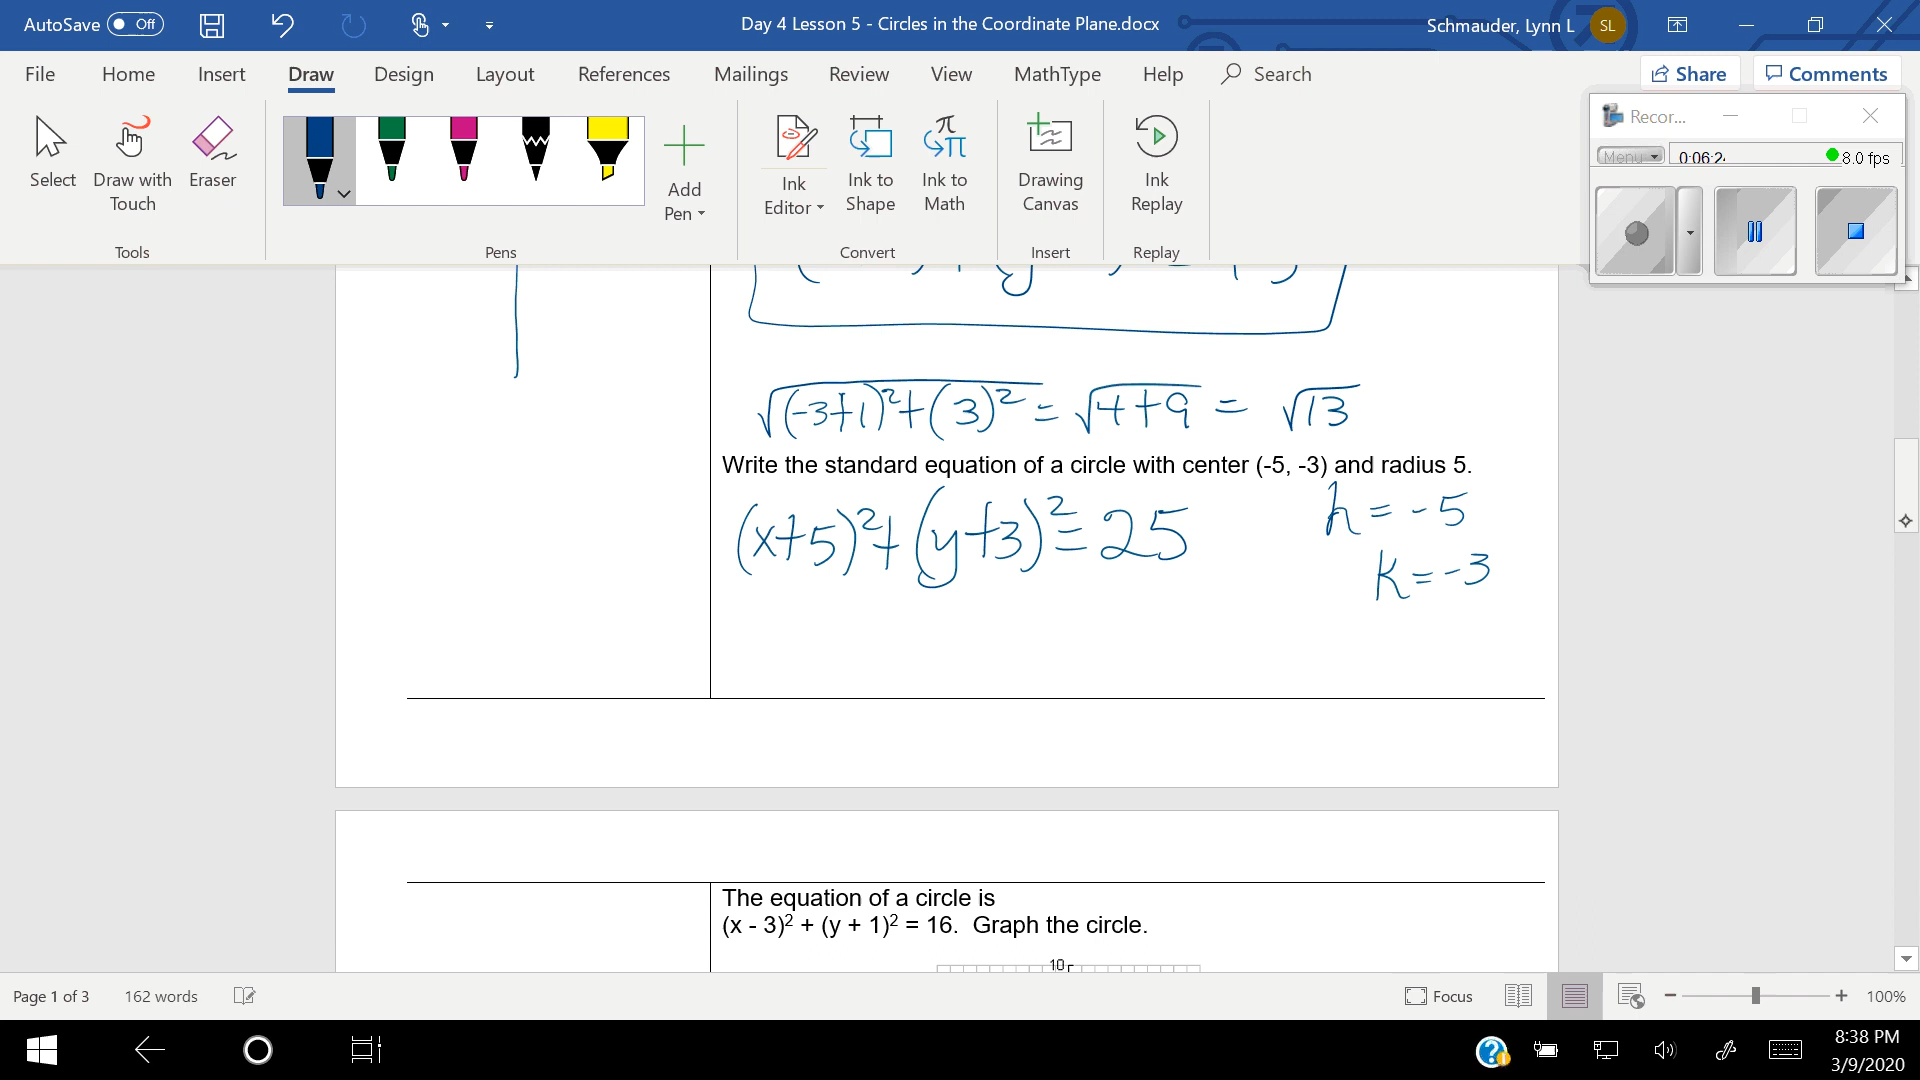 AutoSave Off Day 4 Lesson 5 - Circles in the Coordinate Plane.docx Schmauder, Lynn L SL
File Home Insert Draw Design Layout References Mailings Review View MathType Help Search Share Comments
Select Draw with Touch Eraser Add Pen Ink Editor Ink to Shape Ink to Math Drawing Canvas Ink Replay
Tools Pens Convert Insert Replay
Recor...
Menu 0:06:24 8.0 fps
√(-3+1)²+(3)² = √4+9 = √13
Write the standard equation of a circle with center (-5, -3) and radius 5.
(x+5)²+(y+3)²=25
h = -5
k = -3
The equation of a circle is
(x - 3)² + (y + 1)² = 16.  Graph the circle.
10
Page 1 of 3 162 words Focus 100%
8:38 PM
3/9/2020